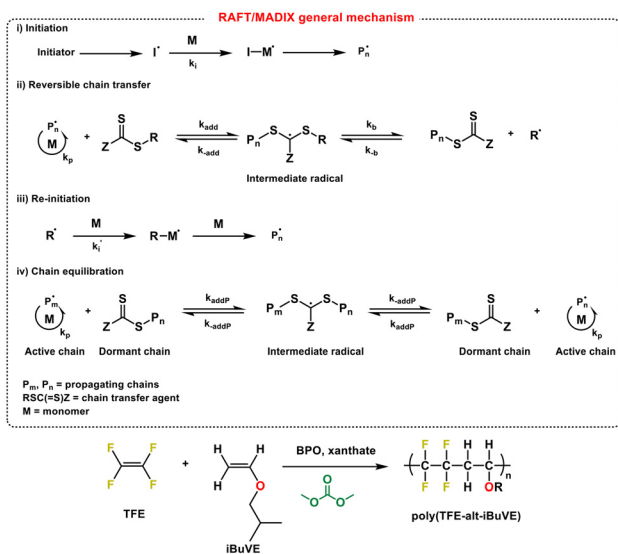 RAFT/MADIX general mechanism
i) Initiation
Initiator I• M ki I–M• Pn•
ii) Reversible chain transfer
Pn• M kp + S Z S R kadd k-add Pn S S R Z kb k-b S Pn S Z + R•
Intermediate radical
iii) Re-initiation
R• M ki' R–M• M Pn•
iv) Chain equilibration
Pm• M kp + S Z S Pn kaddP k-addP Pm S S Pn Z k-addP kaddP S Pm S Z + Pn• M kp
Active chain Dormant chain Intermediate radical Dormant chain Active chain
Pm, Pn = propagating chains
RSC(=S)Z = chain transfer agent
M = monomer
F F F F + H H H O BPO, xanthate O O O F F H H ( C C C C )n F F H OR
TFE iBuVE poly(TFE-alt-iBuVE)